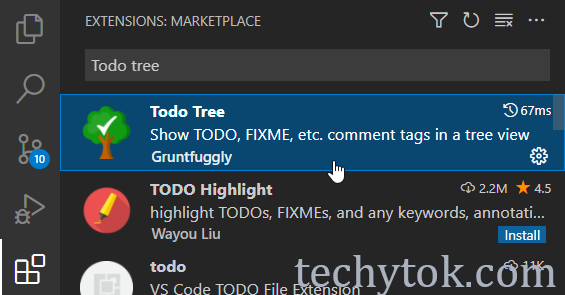 EXTENSIONS: MARKETPLACE
Todo tree
Todo Tree 67ms
Show TODO, FIXME, etc. comment tags in a tree view
Gruntfuggly
10
TODO Highlight 2.2M 4.5
highlight TODOs, FIXMEs, and any keywords, annotati...
Wayou Liu Install
todo 11K
VS Code TODO File Extension
techytok.com